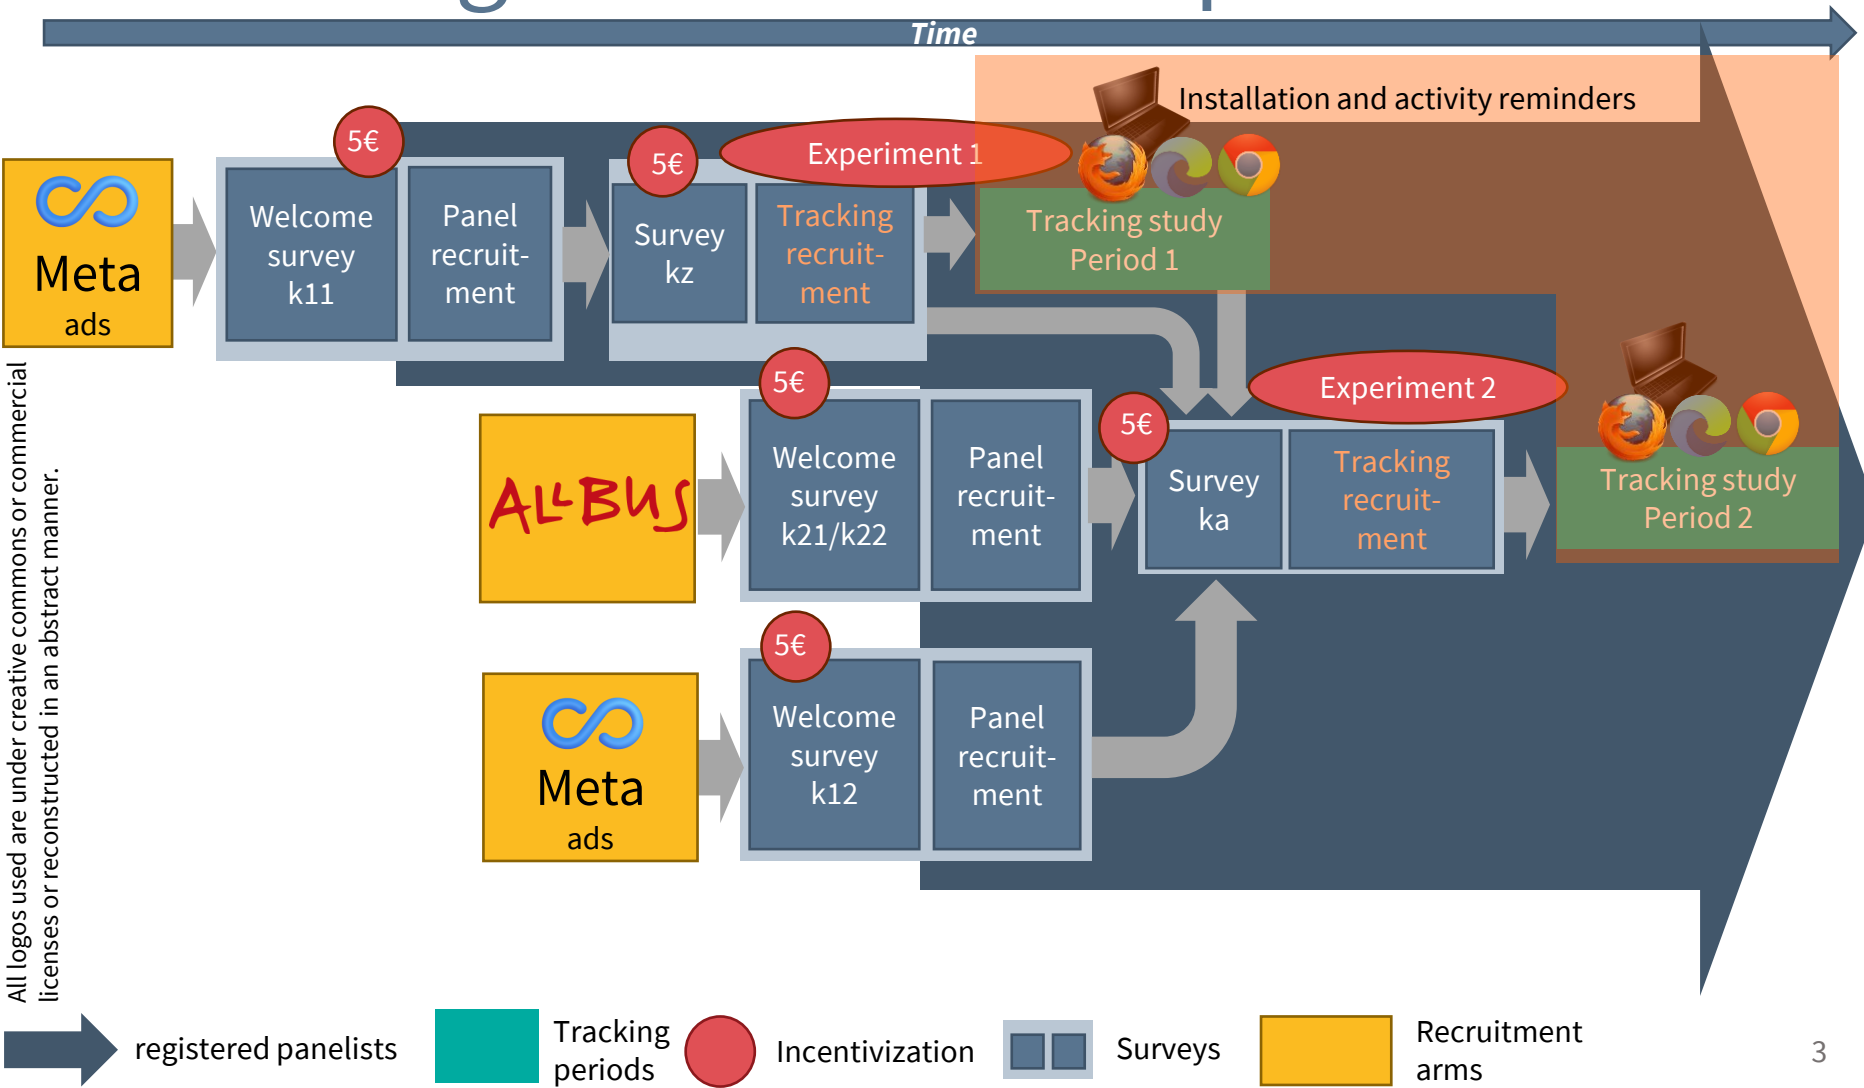 Time
Installation and activity reminders
5€
5€
Experiment 1
Meta
ads
Welcome
survey
k11
Panel
recruit-
ment
Survey
kz
Tracking
recruit-
ment
Tracking study
Period 1
5€
5€
Experiment 2
ALLBUS
Welcome
survey
k21/k22
Panel
recruit-
ment
Survey
ka
Tracking
recruit-
ment
Tracking study
Period 2
5€
Meta
ads
Welcome
survey
k12
Panel
recruit-
ment
All logos used are under creative commons or commercial
licenses or reconstructed in an abstract manner.
registered panelists
Tracking
periods
Incentivization
Surveys
Recruitment
arms
3